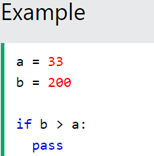 Example
a = 33
b = 200

if b > a:
  pass